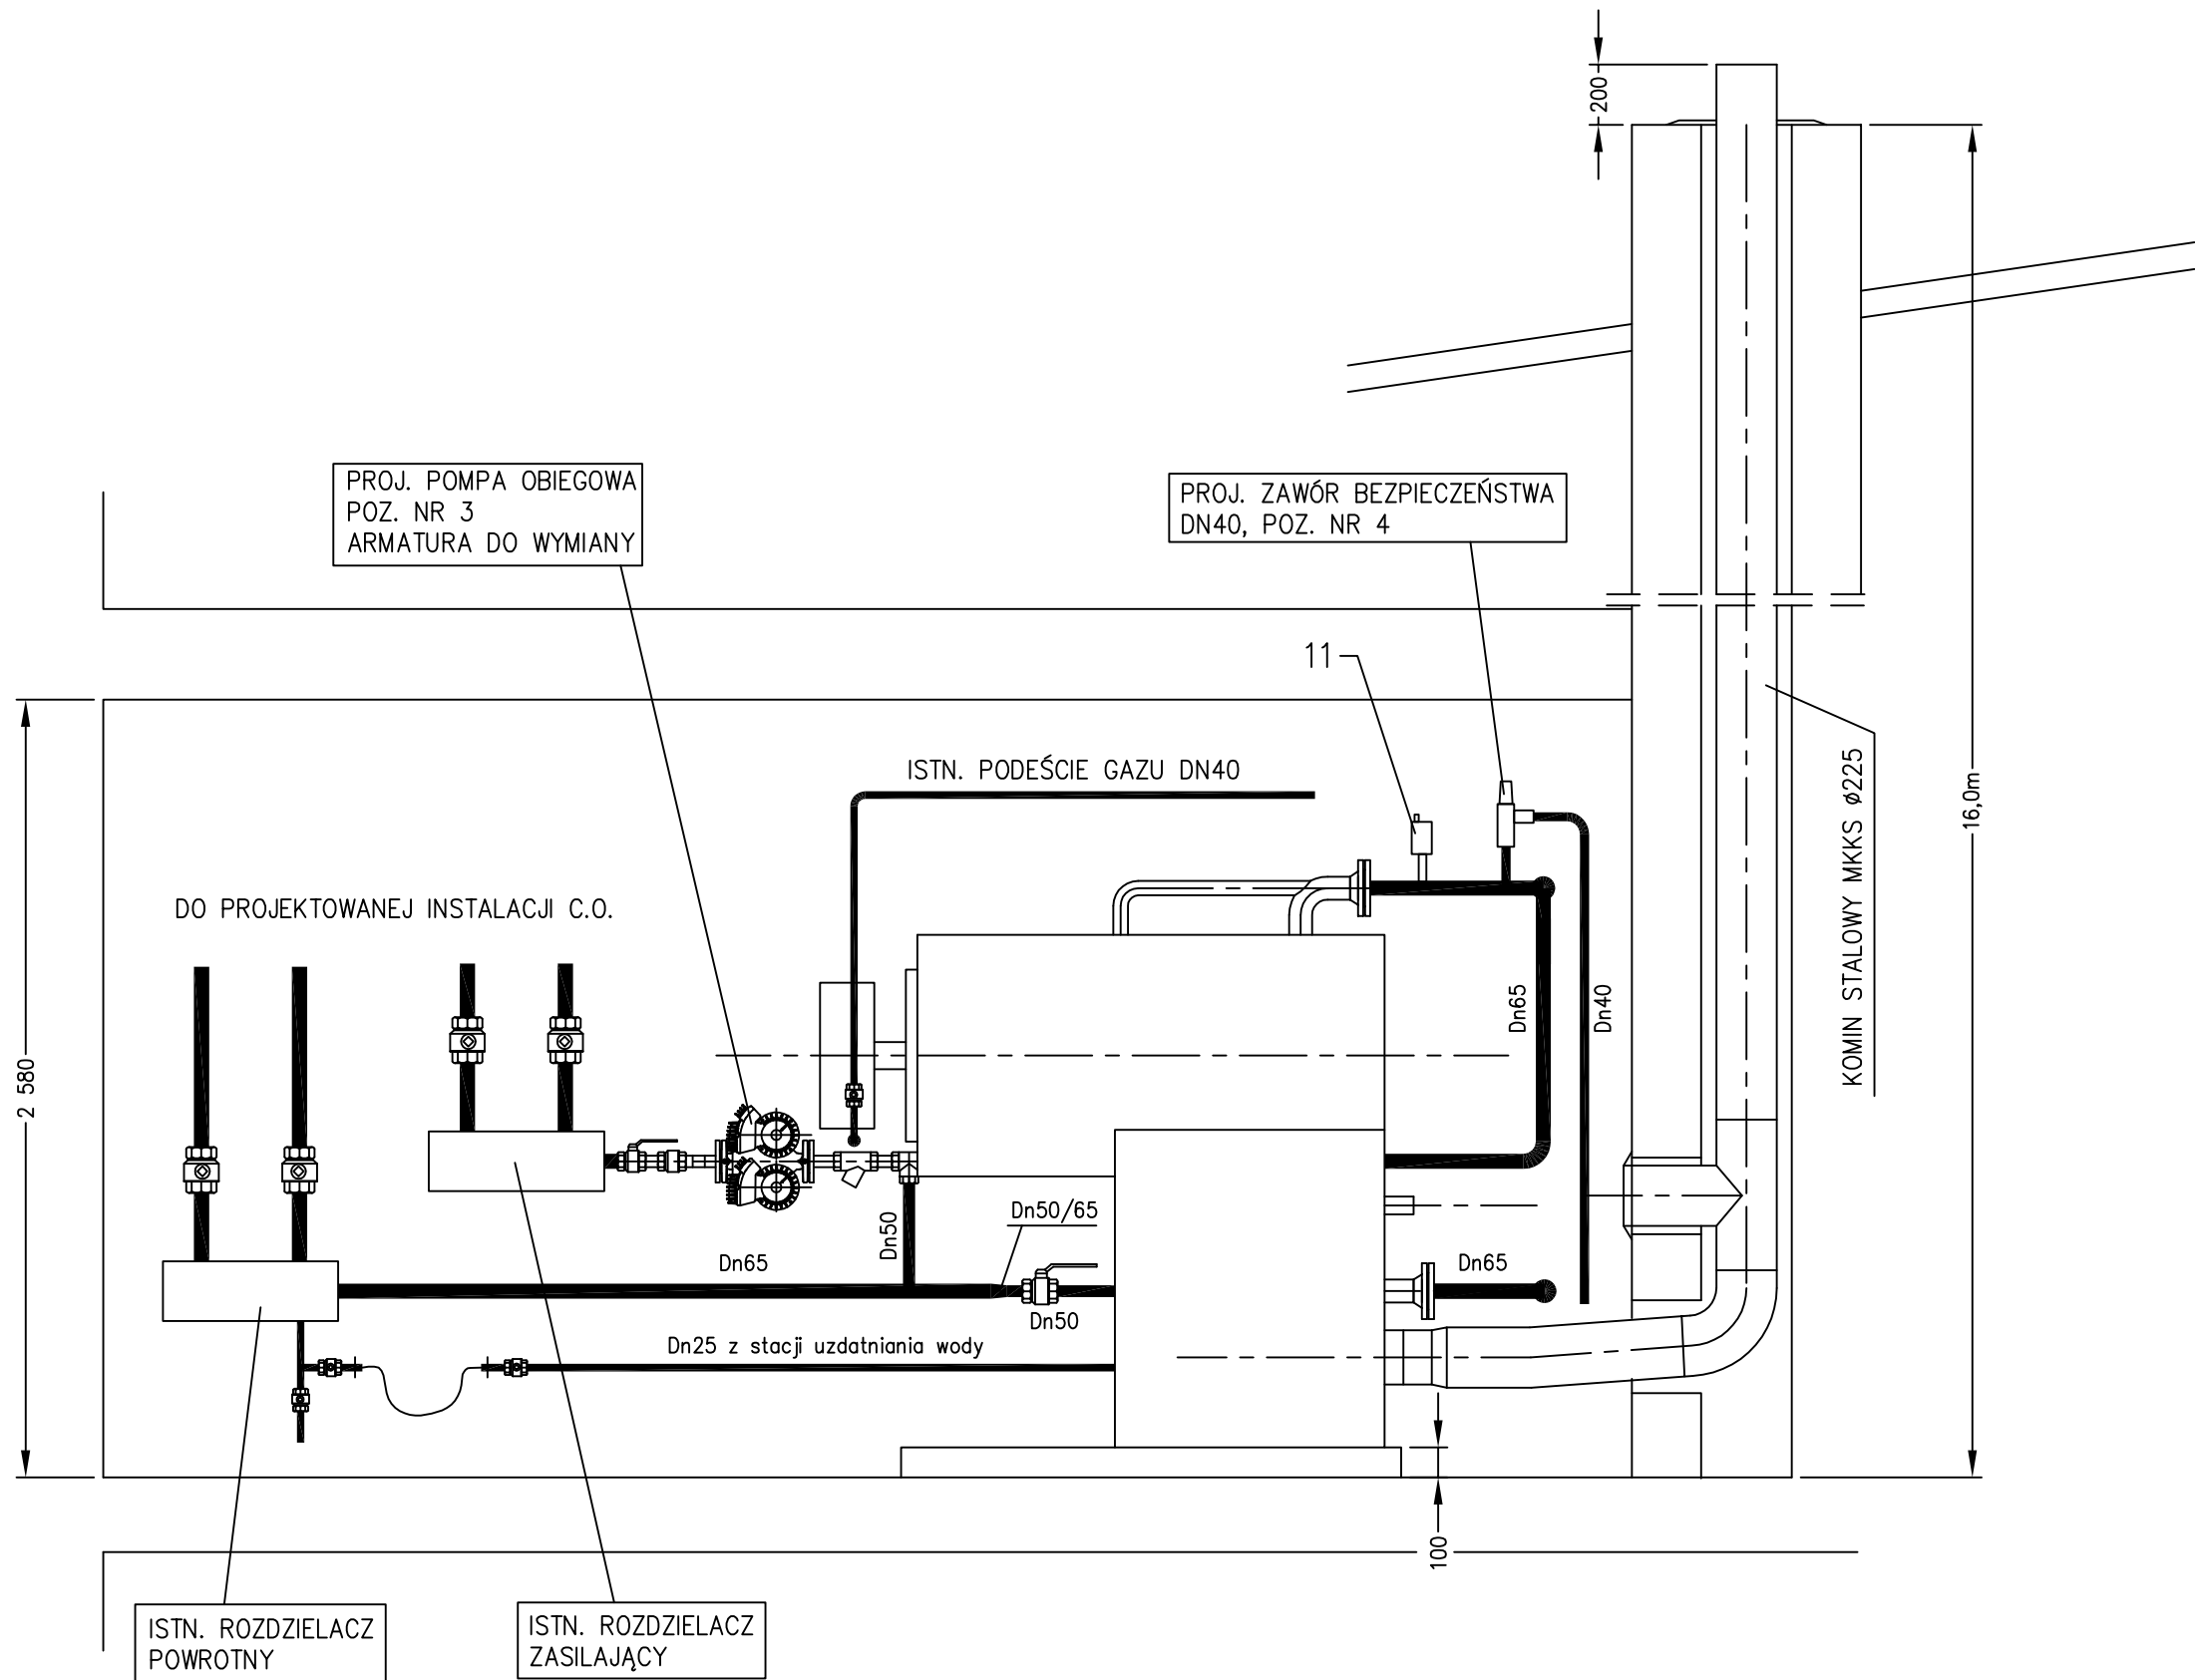 200
PROJ. POMPA OBIEGOWA
POZ. NR 3
ARMATURA DO WYMIANY
PROJ. ZAWÓR BEZPIECZEŃSTWA
DN40, POZ. NR 4
11
ISTN. PODEŚCIE GAZU DN40
KOMIN STALOWY MKKS ø225
16,0m
DO PROJEKTOWANEJ INSTALACJI C.O.
Dn65
Dn40
2 580
Dn50/65
Dn50
Dn65
Dn65
Dn50
Dn25 z stacji uzdatniania wody
100
ISTN. ROZDZIELACZ
POWROTNY
ISTN. ROZDZIELACZ
ZASILAJĄCY